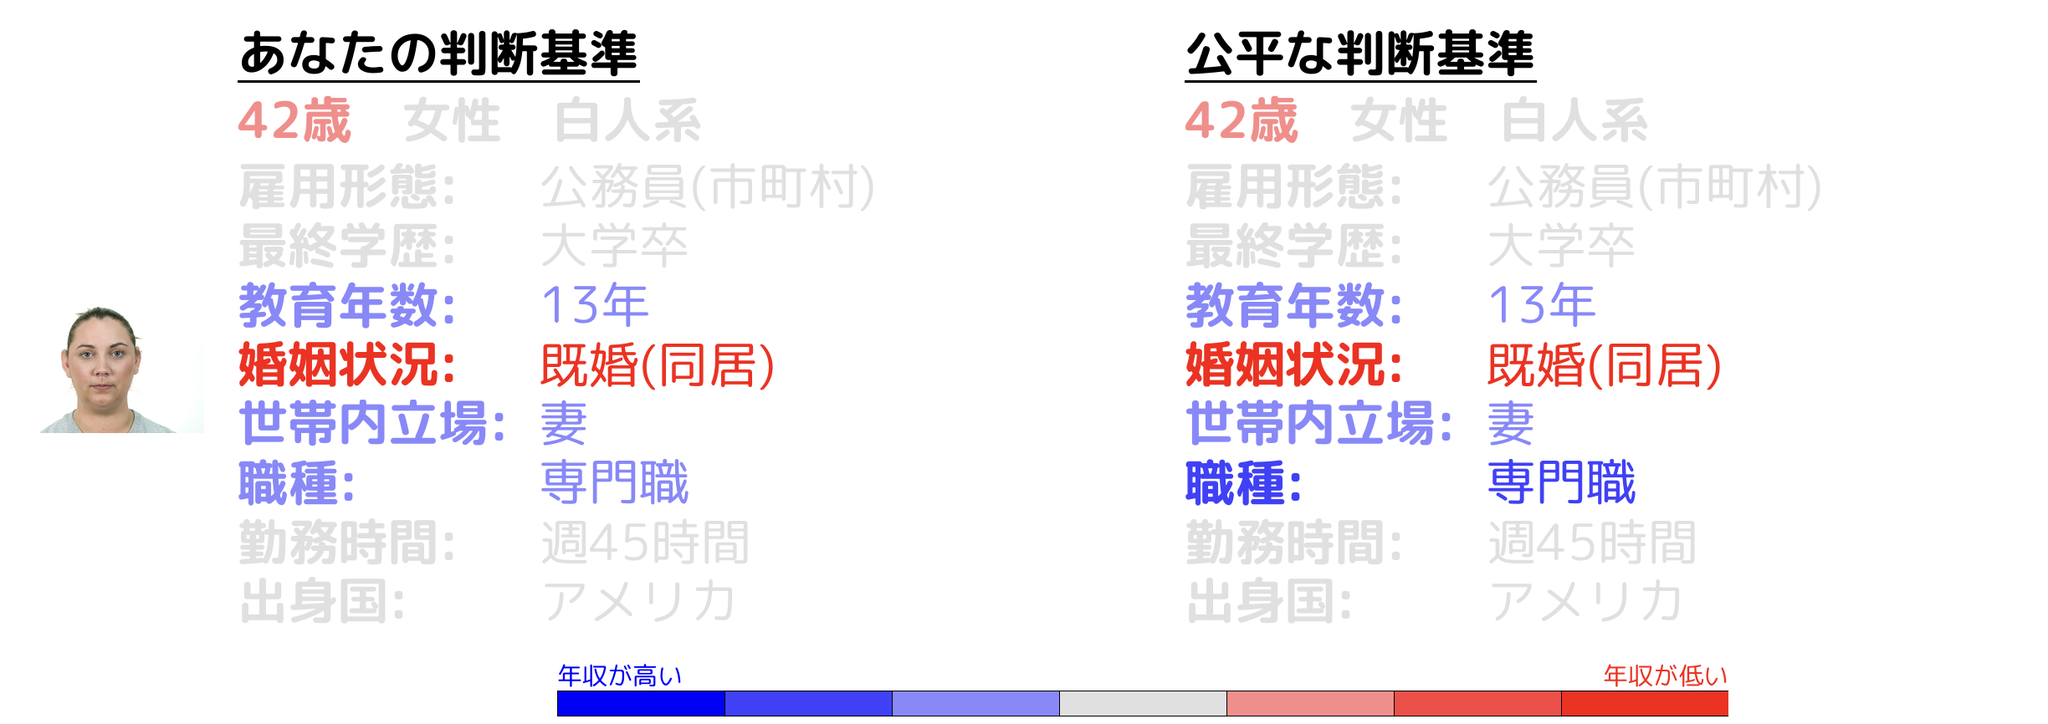 あなたの判断基準
42歳 女性 白人系
雇用形態: 公務員(市町村)
最終学歴: 大学卒
教育年数: 13年
婚姻状況: 既婚(同居)
世帯内立場: 妻
職種: 専門職
勤務時間: 週45時間
出身国: アメリカ
公平な判断基準
42歳 女性 白人系
雇用形態: 公務員(市町村)
最終学歴: 大学卒
教育年数: 13年
婚姻状況: 既婚(同居)
世帯内立場: 妻
職種: 専門職
勤務時間: 週45時間
出身国: アメリカ
年収が高い 年収が低い